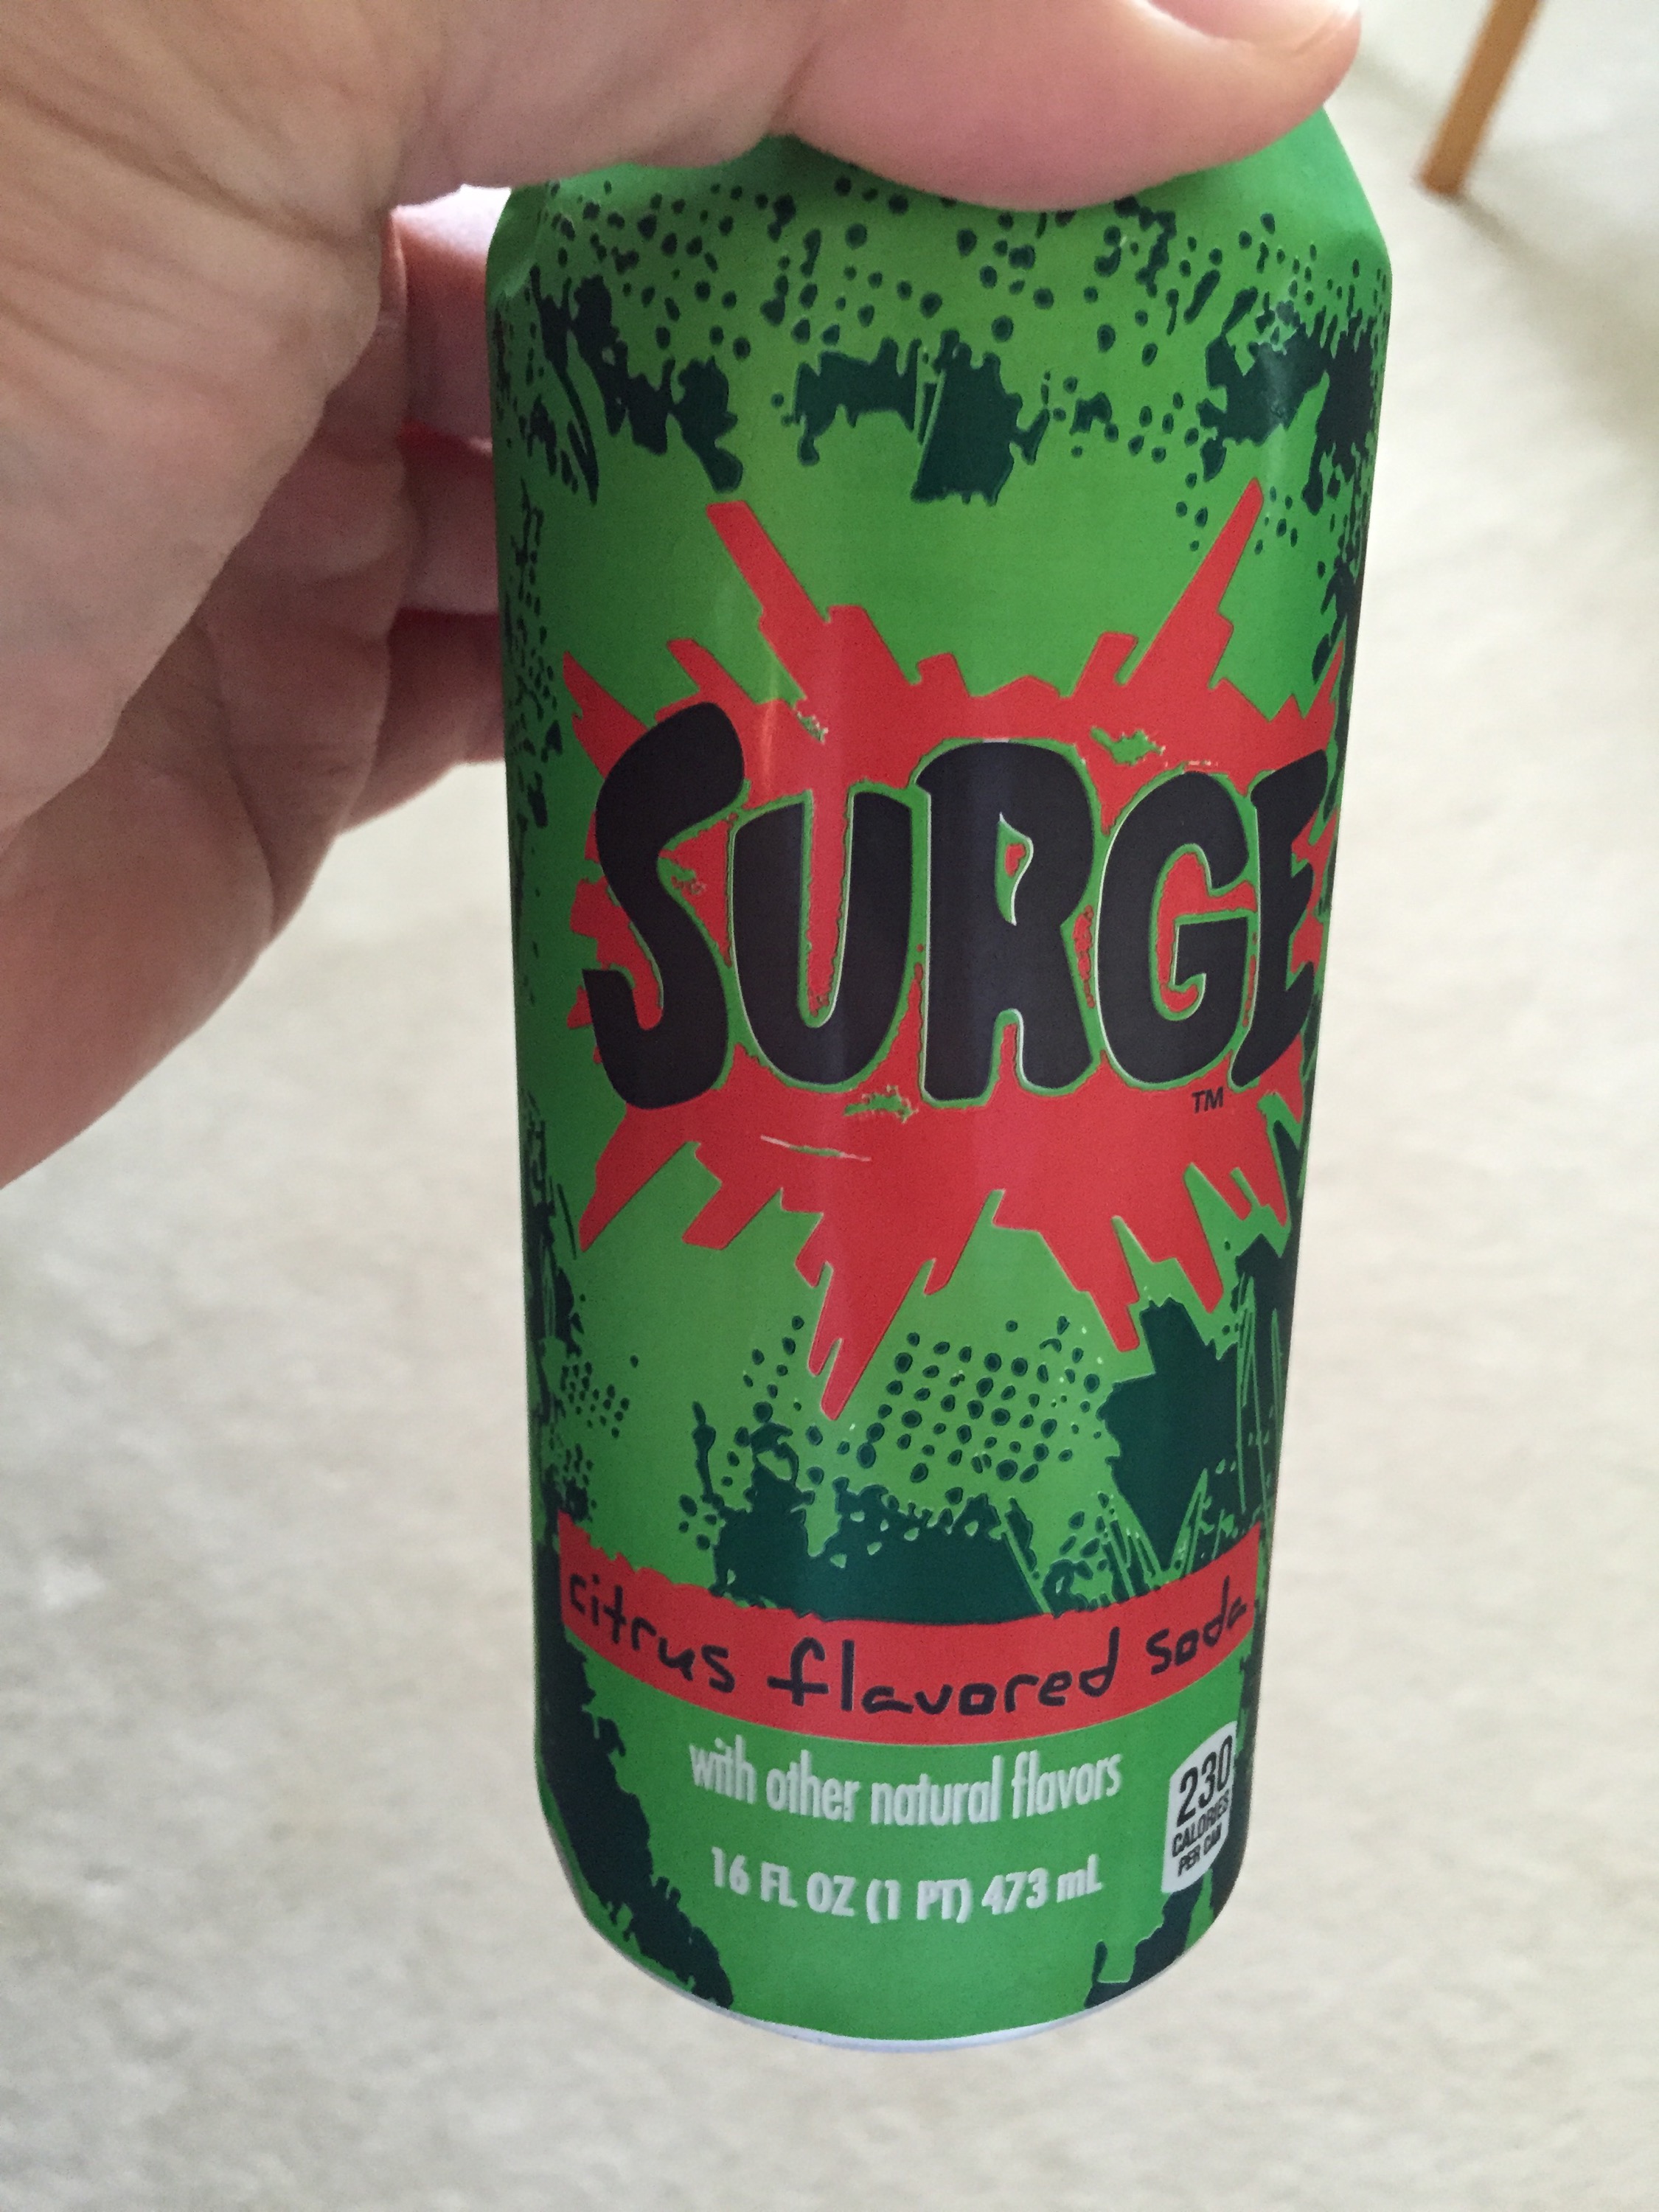 SURGE
TM
citrus flavored soda
with other natural flavors
16 FL OZ (1 PT) 473 mL
230
CALORIES
PER CAN